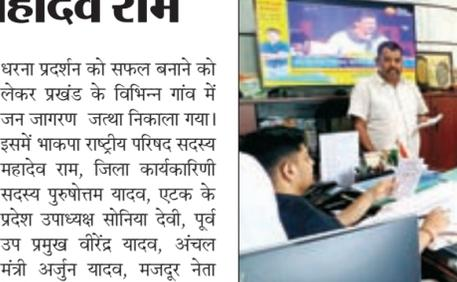 महादेव राम
धरना प्रदर्शन को सफल बनाने को
लेकर प्रखंड के विभिन्न गांव में
जन जागरण जत्था निकाला गया।
इसमें भाकपा राष्ट्रीय परिषद सदस्य
महादेव राम, जिला कार्यकारिणी
सदस्य पुरुषोत्तम यादव, एटक के
प्रदेश उपाध्यक्ष सोनिया देवी, पूर्व
उप प्रमुख वीरेंद्र यादव, अंचल
मंत्री अर्जुन यादव, मजदूर नेता